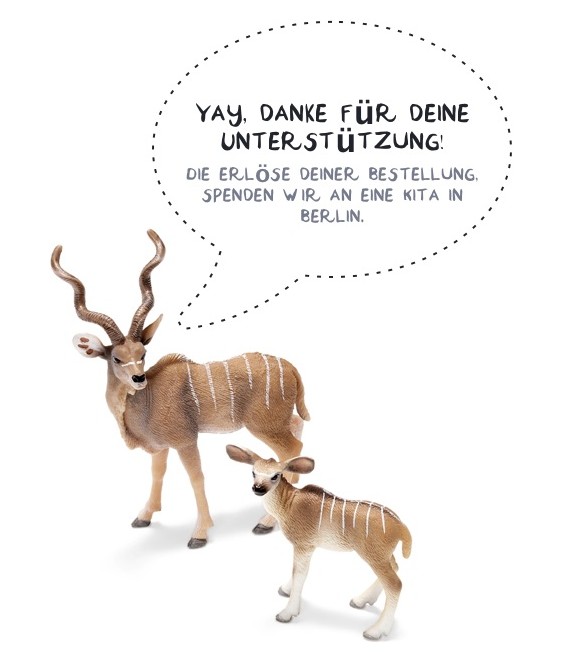 YAY, DANKE FÜR DEINE
UNTERSTÜTZUNG!
DIE ERLÖSE DEINER BESTELLUNG,
SPENDEN WIR AN EINE KITA IN
BERLIN.